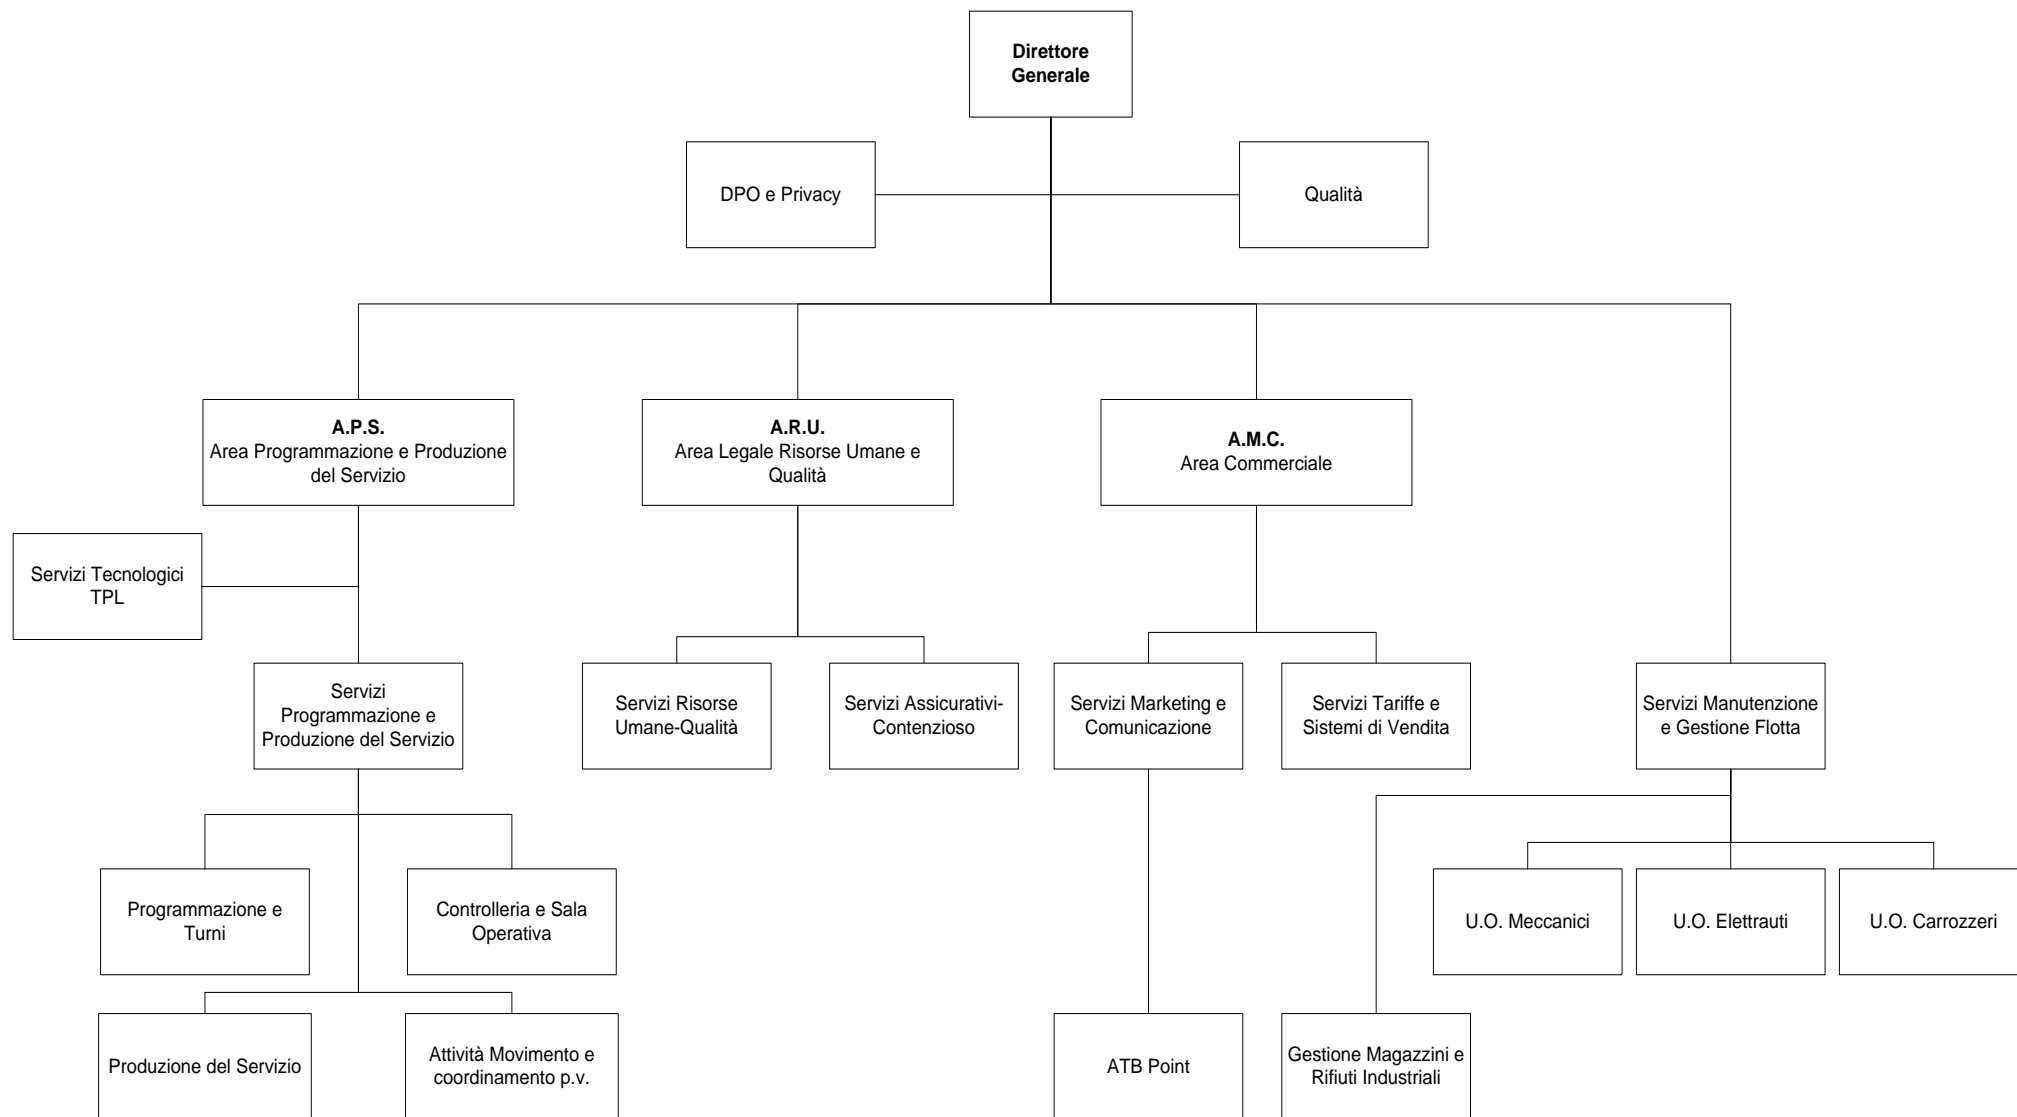 Direttore
Generale
DPO e Privacy
Qualità
A.P.S.
Area Programmazione e Produzione
del Servizio
A.R.U.
Area Legale Risorse Umane e
Qualità
A.M.C.
Area Commerciale
Servizi Tecnologici
TPL
Servizi
Programmazione e
Produzione del Servizio
Servizi Risorse
Umane-Qualità
Servizi Assicurativi-
Contenzioso
Servizi Marketing e
Comunicazione
Servizi Tariffe e
Sistemi di Vendita
Servizi Manutenzione
e Gestione Flotta
Programmazione e
Turni
Controlleria e Sala
Operativa
U.O. Meccanici
U.O. Elettrauti
U.O. Carrozzeri
Produzione del Servizio
Attività Movimento e
coordinamento p.v.
ATB Point
Gestione Magazzini e
Rifiuti Industriali